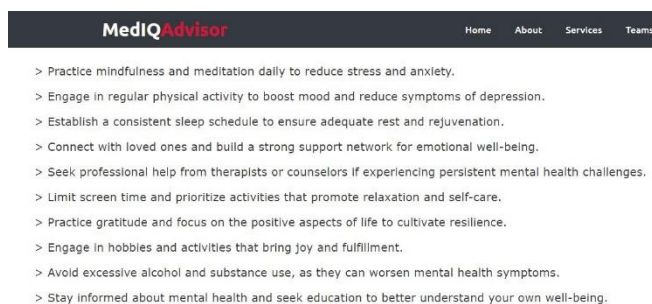 MedIQAdvisor Home About Services Teams
> Practice mindfulness and meditation daily to reduce stress and anxiety.
> Engage in regular physical activity to boost mood and reduce symptoms of depression.
> Establish a consistent sleep schedule to ensure adequate rest and rejuvenation.
> Connect with loved ones and build a strong support network for emotional well-being.
> Seek professional help from therapists or counselors if experiencing persistent mental health challenges.
> Limit screen time and prioritize activities that promote relaxation and self-care.
> Practice gratitude and focus on the positive aspects of life to cultivate resilience.
> Engage in hobbies and activities that bring joy and fulfillment.
> Avoid excessive alcohol and substance use, as they can worsen mental health symptoms.
> Stay informed about mental health and seek education to better understand your own well-being.